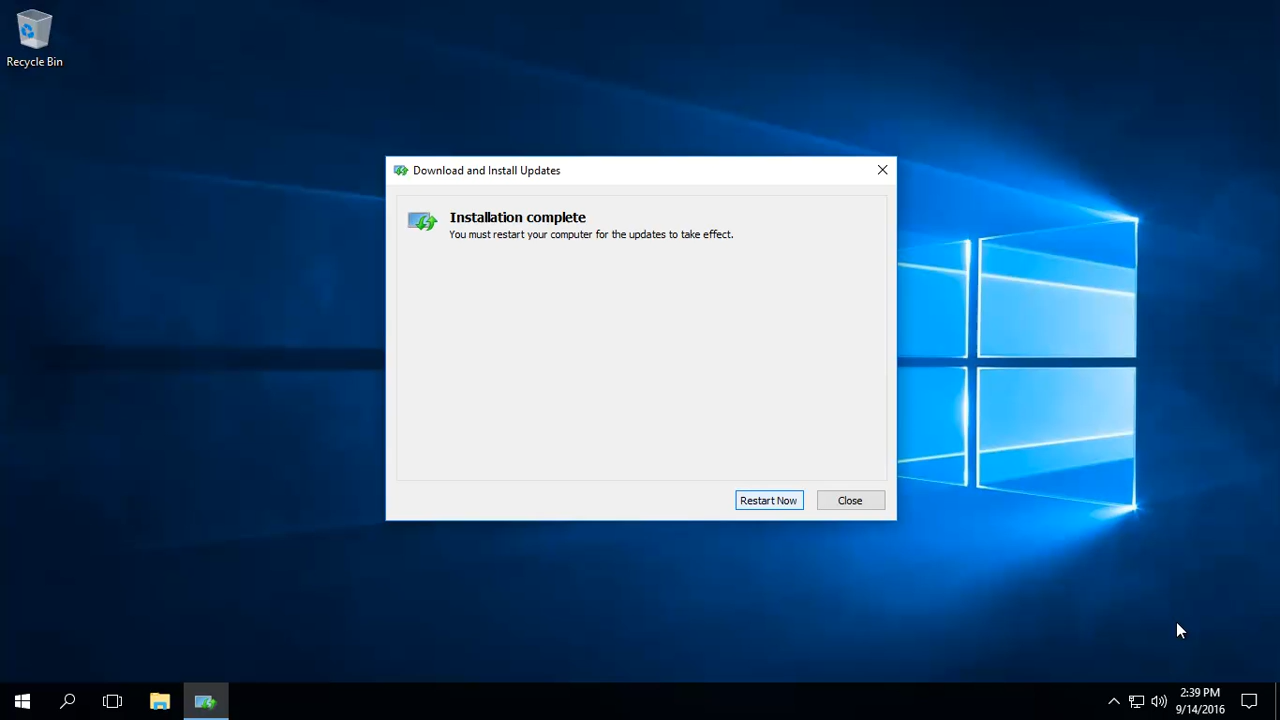 Recycle Bin
Download and Install Updates
Installation complete
You must restart your computer for the updates to take effect.
Restart Now
Close
2:39 PM
9/14/2016